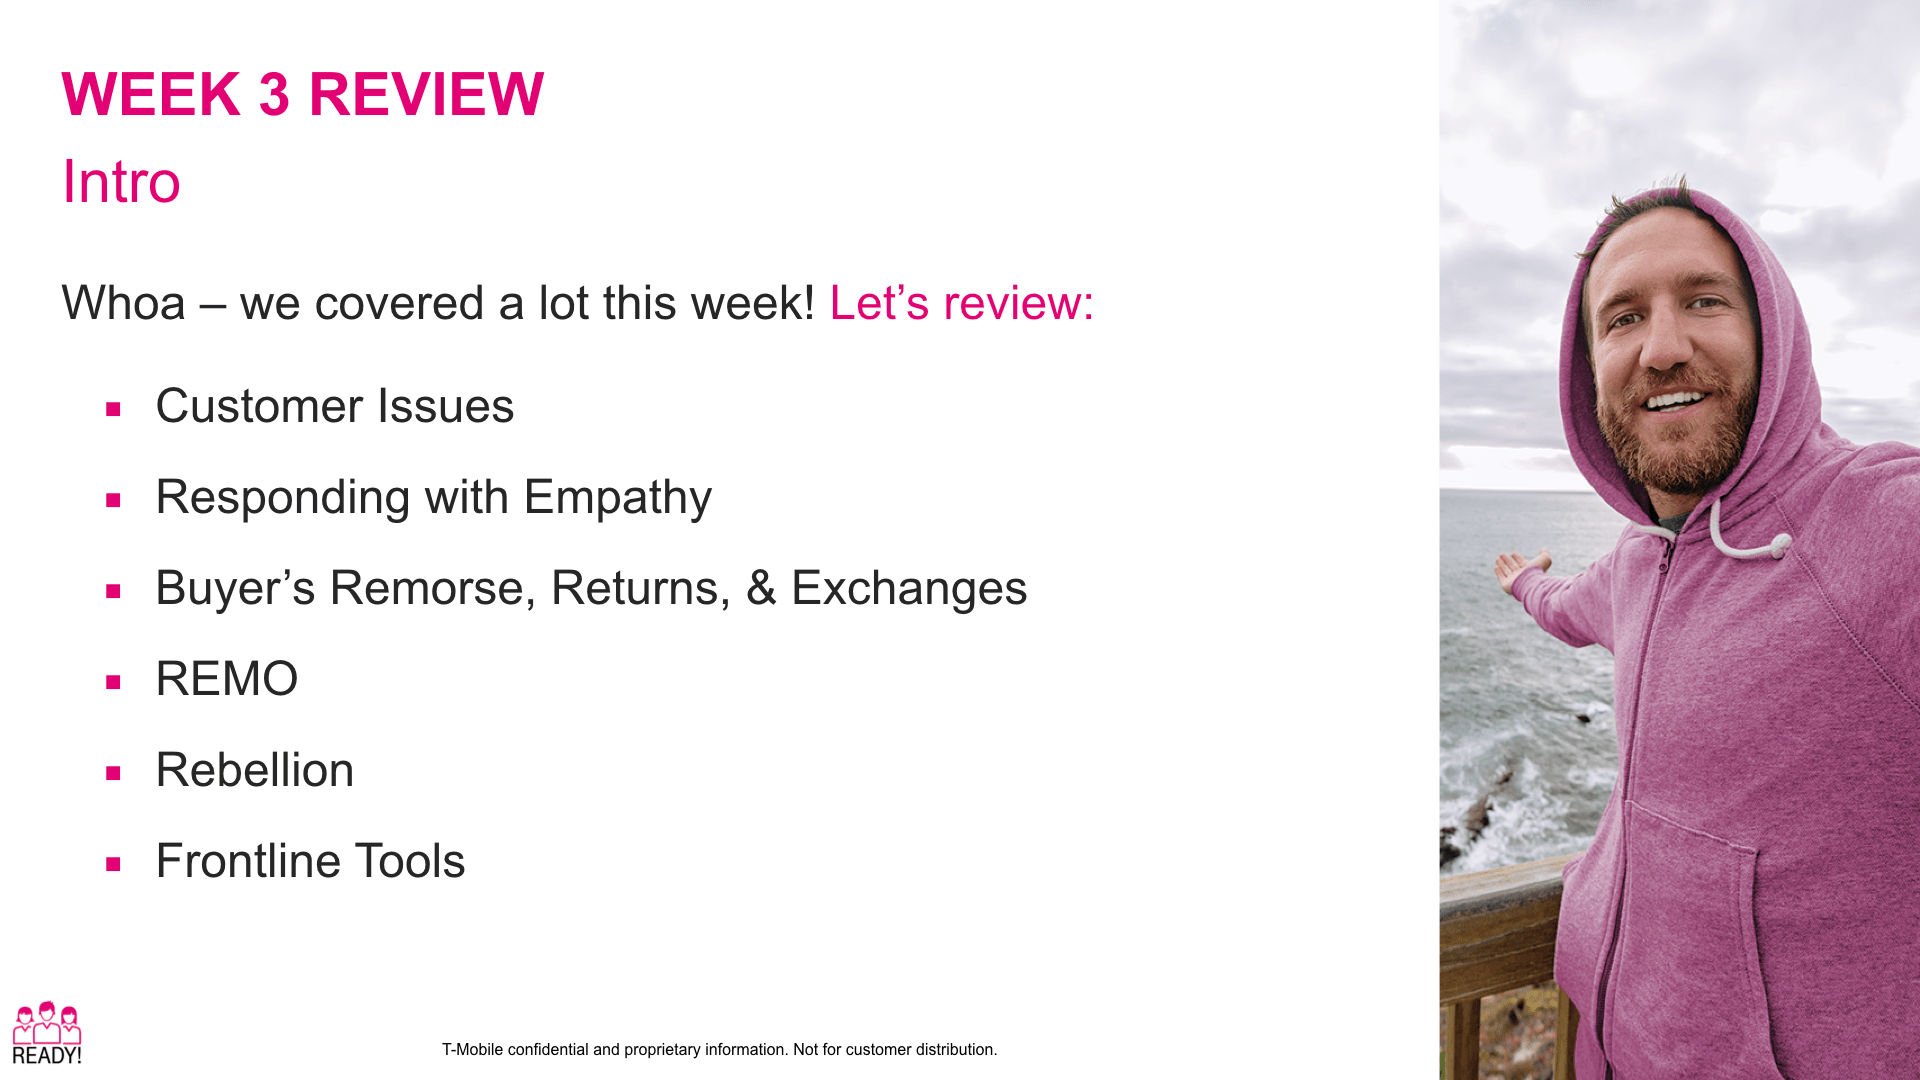 WEEK 3 REVIEW
Intro
Whoa – we covered a lot this week! Let’s review:
Customer Issues
Responding with Empathy
Buyer’s Remorse, Returns, & Exchanges
REMO
Rebellion
Frontline Tools
READY!
T-Mobile confidential and proprietary information. Not for customer distribution.